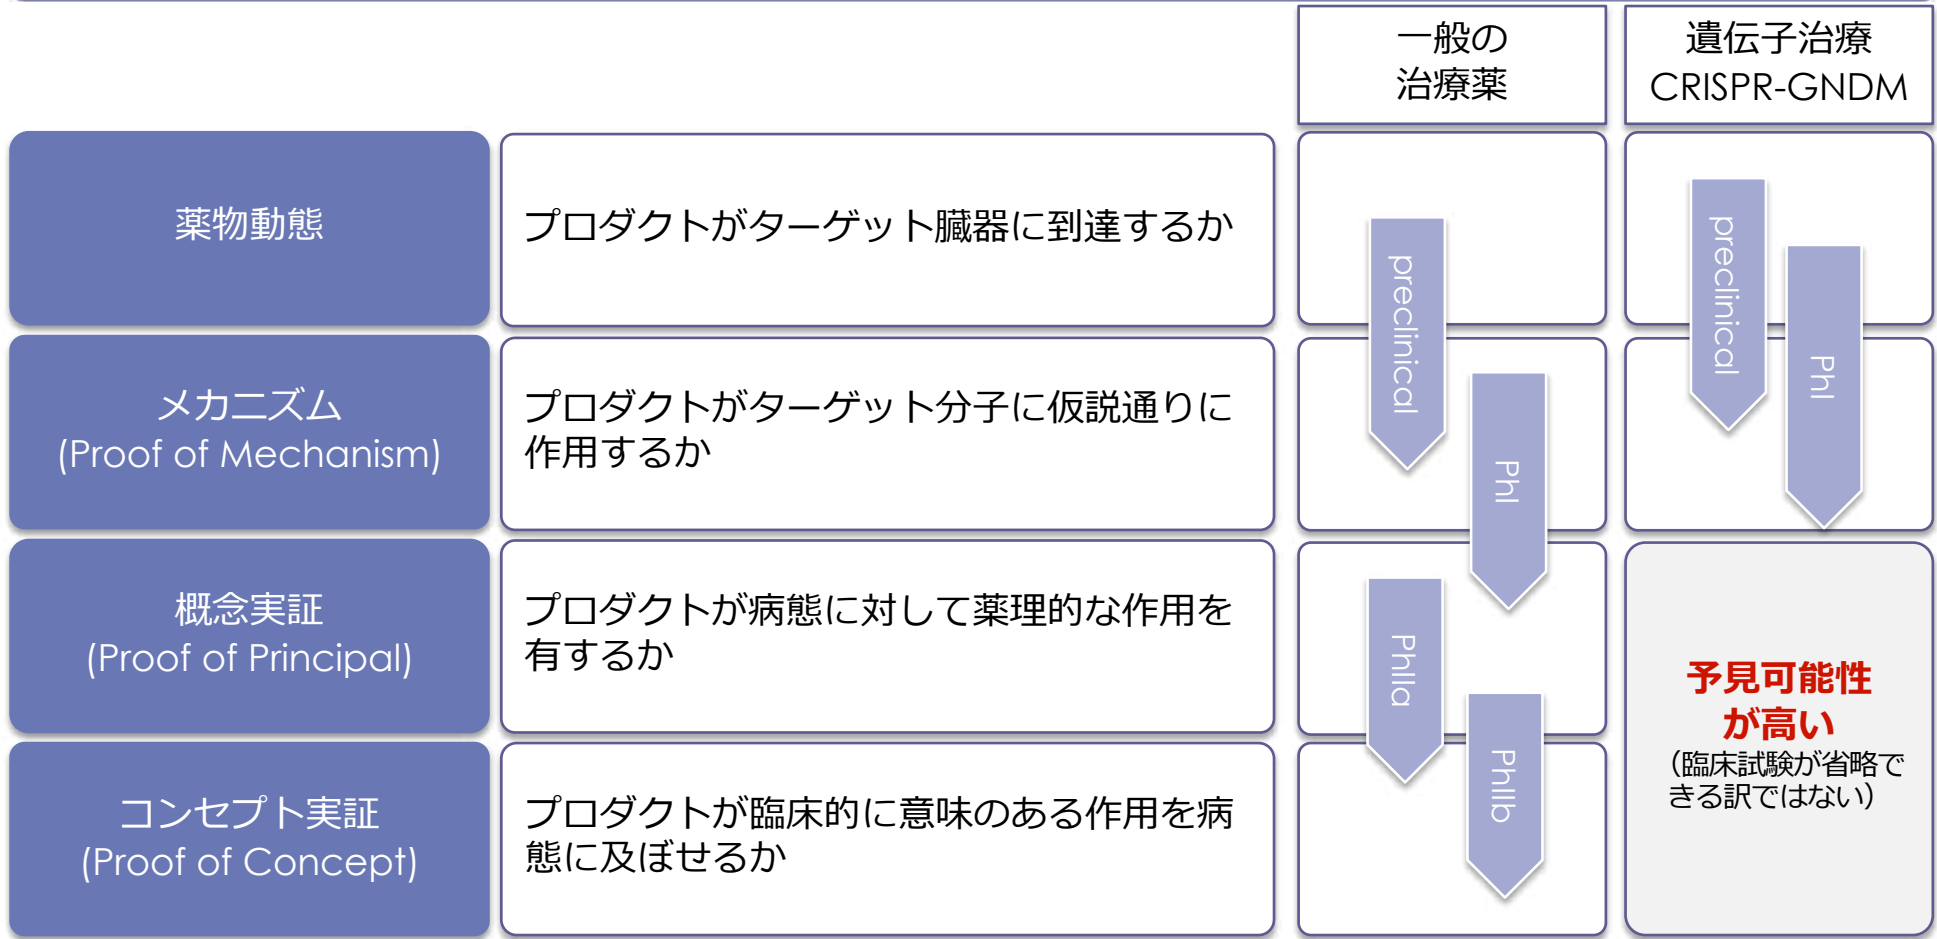 一般の
治療薬
遺伝子治療
CRISPR-GNDM
薬物動態
プロダクトがターゲット臓器に到達するか
preclinical
preclinical
PhI
メカニズム
(Proof of Mechanism)
プロダクトがターゲット分子に仮説通りに
作用するか
PhI
概念実証
(Proof of Principal)
プロダクトが病態に対して薬理的な作用を
有するか
PhIIa
予見可能性
が高い
（臨床試験が省略で
きる訳ではない）
コンセプト実証
(Proof of Concept)
プロダクトが臨床的に意味のある作用を病
態に及ぼせるか
PhIIb